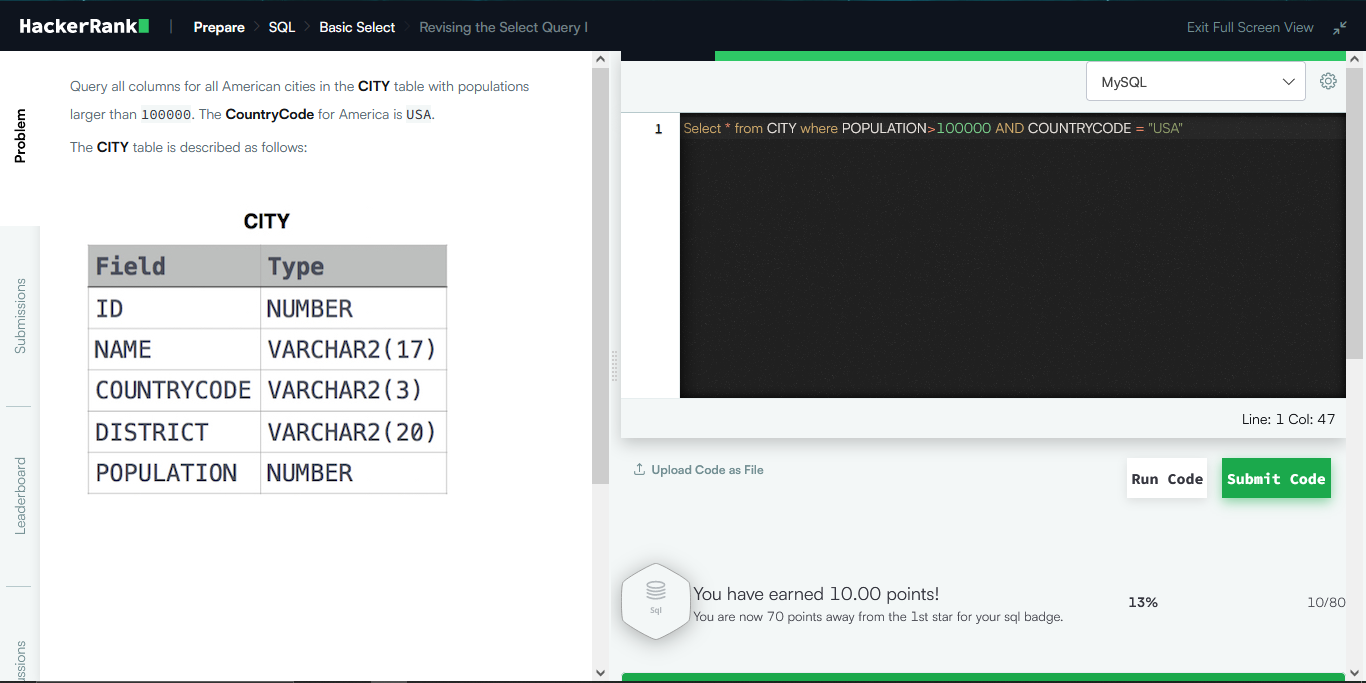 HackerRank | Prepare > SQL > Basic Select > Revising the Select Query I Exit Full Screen View
Problem
Submissions
Leaderboard
ussions
Query all columns for all American cities in the CITY table with populations
larger than 100000. The CountryCode for America is USA.
The CITY table is described as follows:
CITY
Field Type
ID NUMBER
NAME VARCHAR2(17)
COUNTRYCODE VARCHAR2(3)
DISTRICT VARCHAR2(20)
POPULATION NUMBER
MySQL
1 Select * from CITY where POPULATION>100000 AND COUNTRYCODE = "USA"
Line: 1 Col: 47
Upload Code as File
Run Code
Submit Code
Sql
You have earned 10.00 points!
You are now 70 points away from the 1st star for your sql badge.
13%
10/80